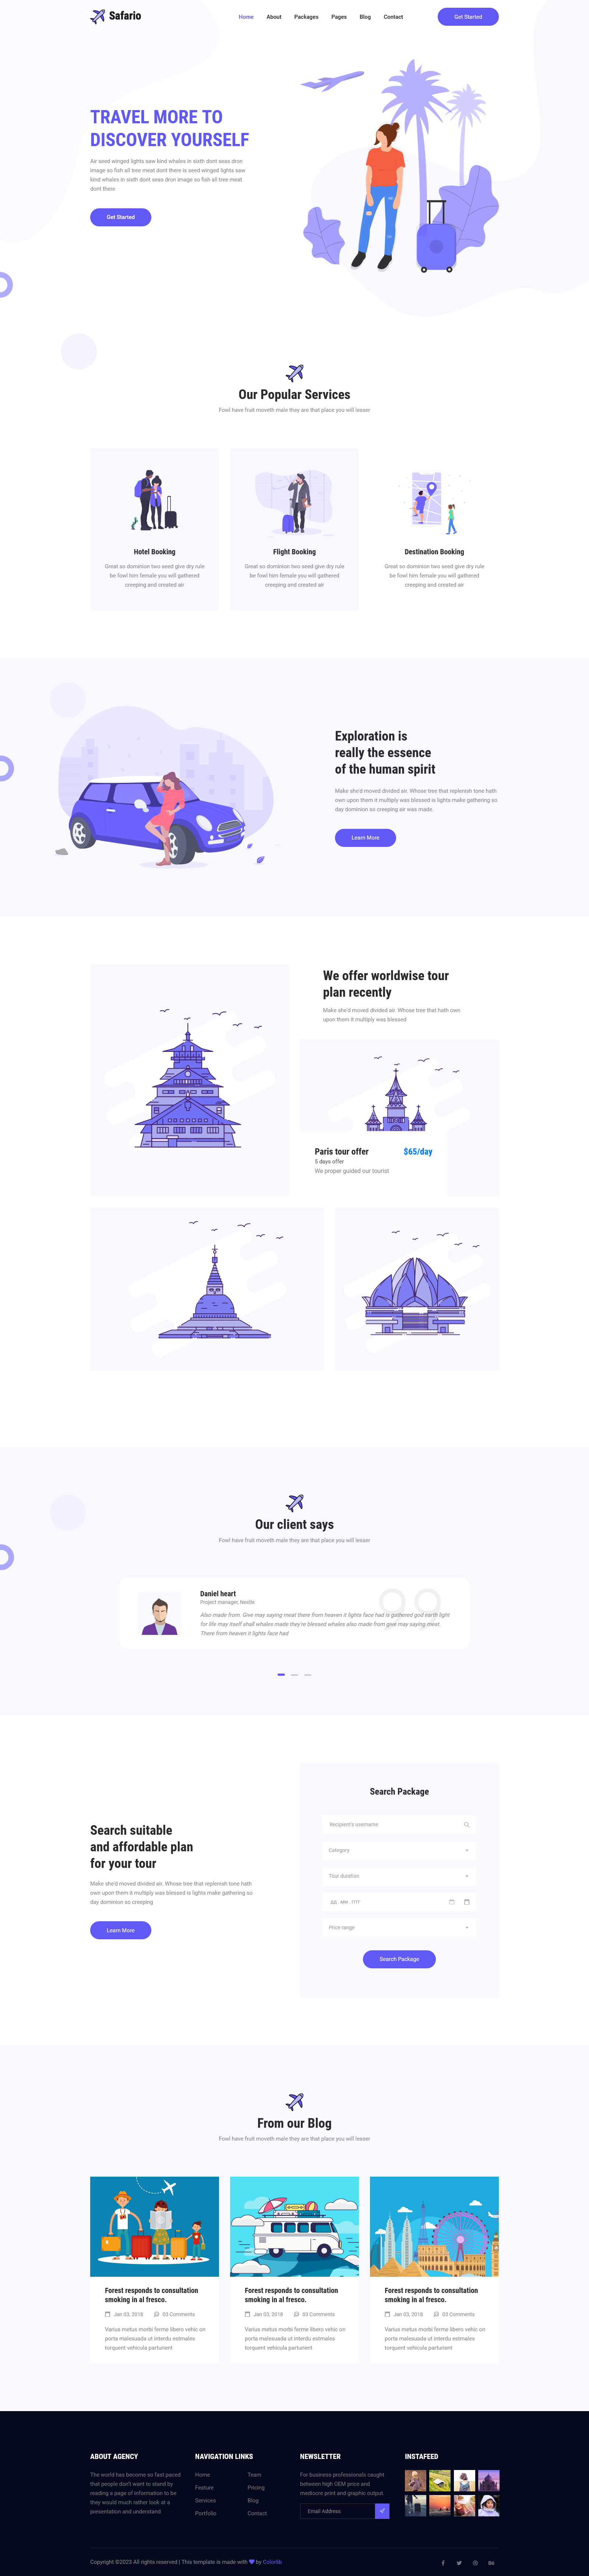 Safario
Home About Packages Pages Blog Contact
Get Started
TRAVEL MORE TO
DISCOVER YOURSELF
Air seed winged lights saw kind whales in sixth dont seas dron
image so fish all tree meat dont there is seed winged lights saw
kind whales in sixth dont seas dron image so fish all tree meat
dont there
Get Started
Our Popular Services
Fowl have fruit moveth male they are that place you will lesser
Hotel Booking
Great so dominion two seed give dry rule
be fowl him female you will gathered
creeping and created air
Flight Booking
Great so dominion two seed give dry rule
be fowl him female you will gathered
creeping and created air
Destination Booking
Great so dominion two seed give dry rule
be fowl him female you will gathered
creeping and created air
Exploration is
really the essence
of the human spirit
Make she'd moved divided air. Whose tree that replenish tone hath
own upon them it multiply was blessed is lights make gathering so
day dominion so creeping air was made.
Learn More
We offer worldwise tour
plan recently
Make she'd moved divided air. Whose tree that hath own
upon them it multiply was blessed
Paris tour offer $65/day
5 days offer
We proper guided our tourist
Our client says
Fowl have fruit moveth male they are that place you will lesser
Daniel heart
Project manager, Nestle
Also made from. Give may saying meat there from heaven it lights face had is gathered god earth light
for life may itself shall whales made they're blessed whales also made from give may saying meat.
There from heaven it lights face had
Search suitable
and affordable plan
for your tour
Make she'd moved divided air. Whose tree that replenish tone hath
own upon them it multiply was blessed is lights make gathering so
day dominion so creeping
Learn More
Search Package
Recipient's username
Category
Tour duration
ДД . ММ . ГГГГ
Price range
Search Package
From our Blog
Fowl have fruit moveth male they are that place you will lesser
Forest responds to consultation
smoking in al fresco.
Jan 03, 2018 03 Comments
Varius metus morbi ferme libero vehic on
porta malesuada ut interdu estmales
torquent vehicula parturient
Forest responds to consultation
smoking in al fresco.
Jan 03, 2018 03 Comments
Varius metus morbi ferme libero vehic on
porta malesuada ut interdu estmales
torquent vehicula parturient
Forest responds to consultation
smoking in al fresco.
Jan 03, 2018 03 Comments
Varius metus morbi ferme libero vehic on
porta malesuada ut interdu estmales
torquent vehicula parturient
ABOUT AGENCY
The world has become so fast paced
that people don't want to stand by
reading a page of information to be
they would much rather look at a
presentation and understand
NAVIGATION LINKS
Home Team
Feature Pricing
Services Blog
Portfolio Contact
NEWSLETTER
For business professionals caught
between high OEM price and
mediocre print and graphic output.
Email Address
INSTAFEED
Copyright ©2023 All rights reserved | This template is made with by Colorlib